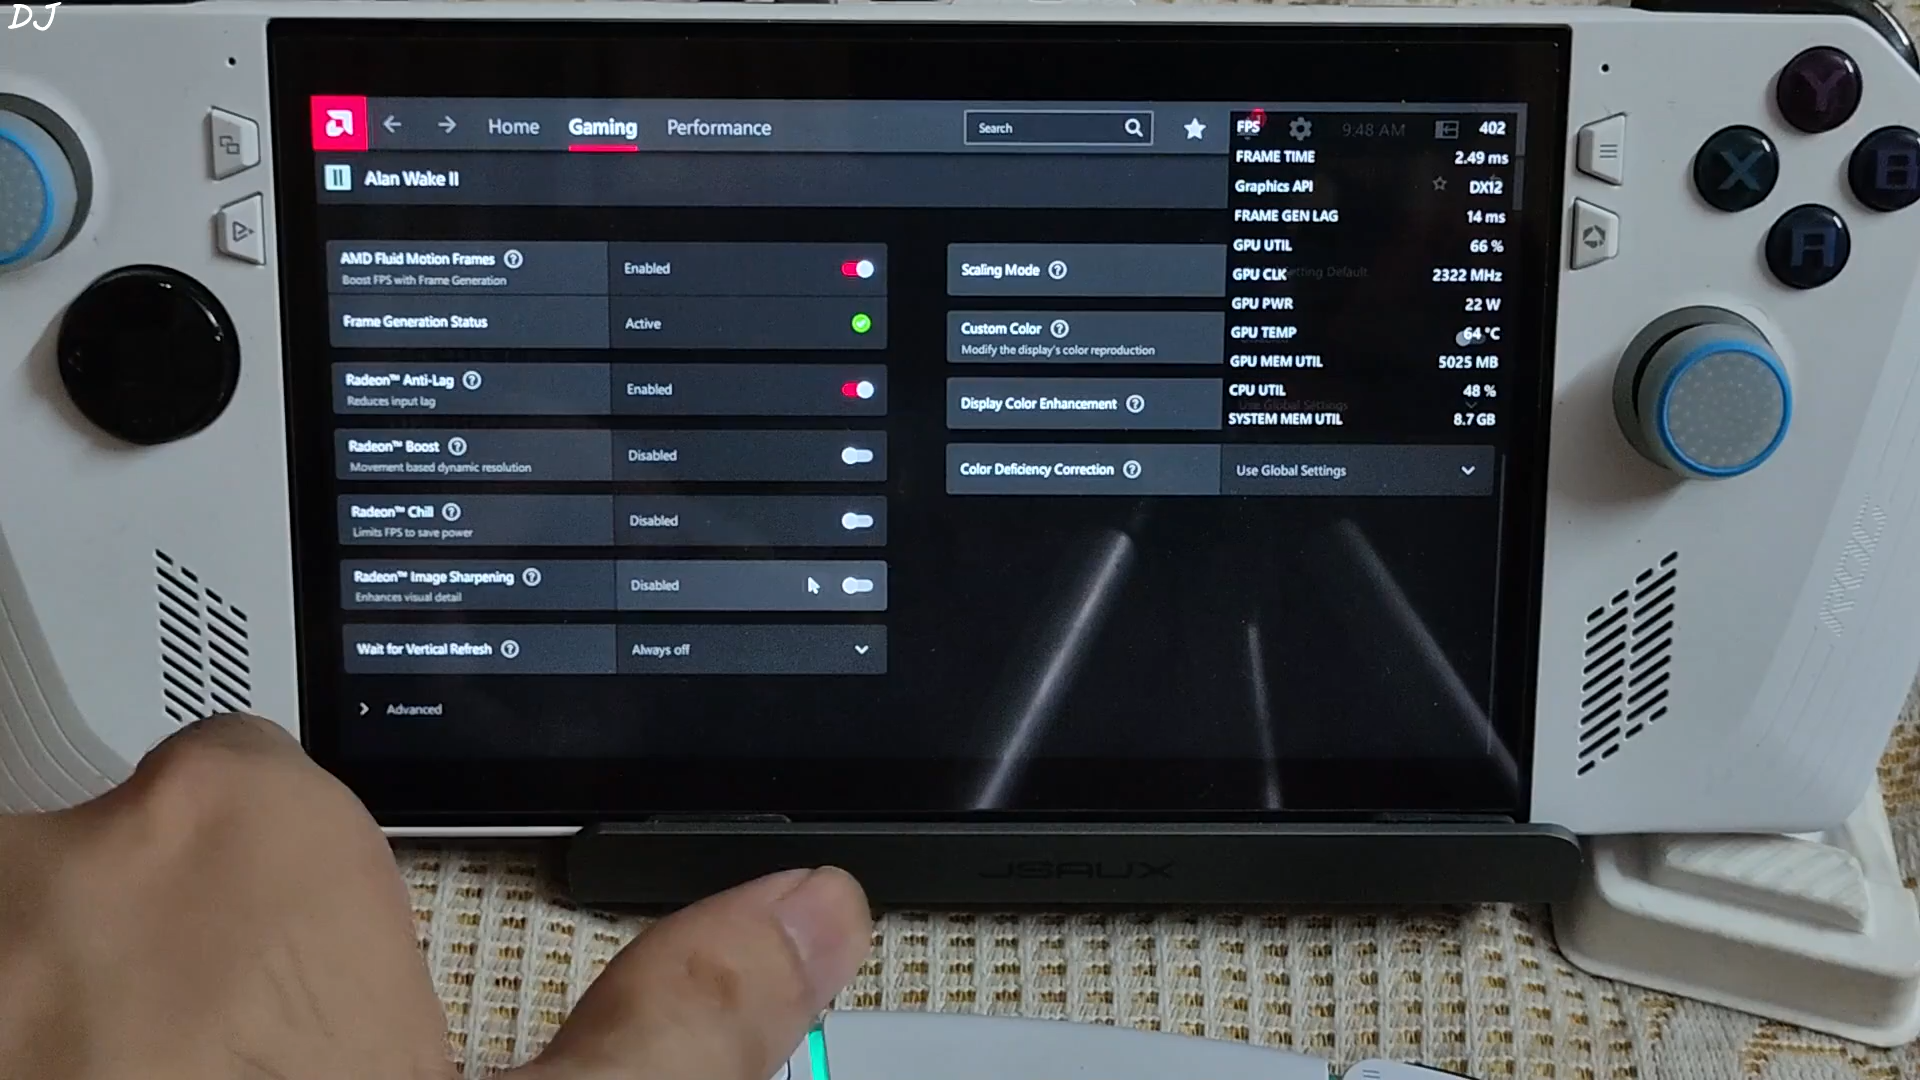 DJ
Home Gaming Performance
Search
9:48 AM
Alan Wake II
AMD Fluid Motion Frames
Boost FPS with Frame Generation
Enabled
Frame Generation Status
Active
Radeon™ Anti-Lag
Reduces input lag
Enabled
Radeon™ Boost
Movement based dynamic resolution
Disabled
Radeon™ Chill
Limits FPS to save power
Disabled
Radeon™ Image Sharpening
Enhances visual detail
Disabled
Wait for Vertical Refresh
Always off
Advanced
Scaling Mode
Custom Color
Modify the display's color reproduction
Display Color Enhancement
Use Global Settings
Color Deficiency Correction
Use Global Settings
FPS 402
FRAME TIME 2.49 ms
Graphics API DX12
FRAME GEN LAG 14 ms
GPU UTIL 66 %
GPU CLK 2322 MHz
GPU PWR 22 W
GPU TEMP 64 °C
GPU MEM UTIL 5025 MB
CPU UTIL 48 %
SYSTEM MEM UTIL 8.7 GB
Y
X
B
A
JSAUX